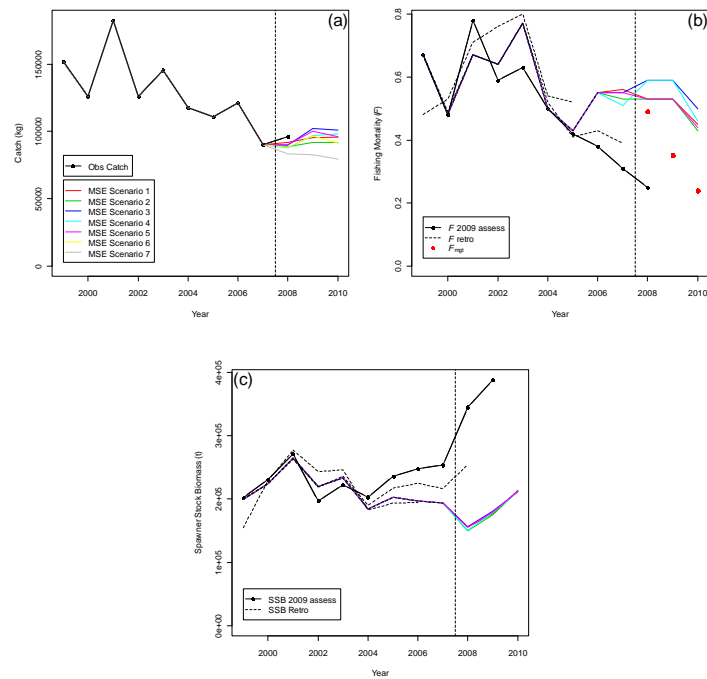 (a)
Catch (kg)
150000
100000
50000
0
Obs Catch
MSE Scenario 1
MSE Scenario 2
MSE Scenario 3
MSE Scenario 4
MSE Scenario 5
MSE Scenario 6
MSE Scenario 7
2000 2002 2004 2006 2008 2010
Year
(b)
Fishing Mortality (F)
0.8
0.6
0.4
0.2
0.0
F 2009 assess
F retro
Fmgt
2000 2002 2004 2006 2008 2010
Year
(c)
Spawner Stock Biomass (t)
4e+05
3e+05
2e+05
1e+05
0e+00
SSB 2009 assess
SSB Retro
2000 2002 2004 2006 2008 2010
Year